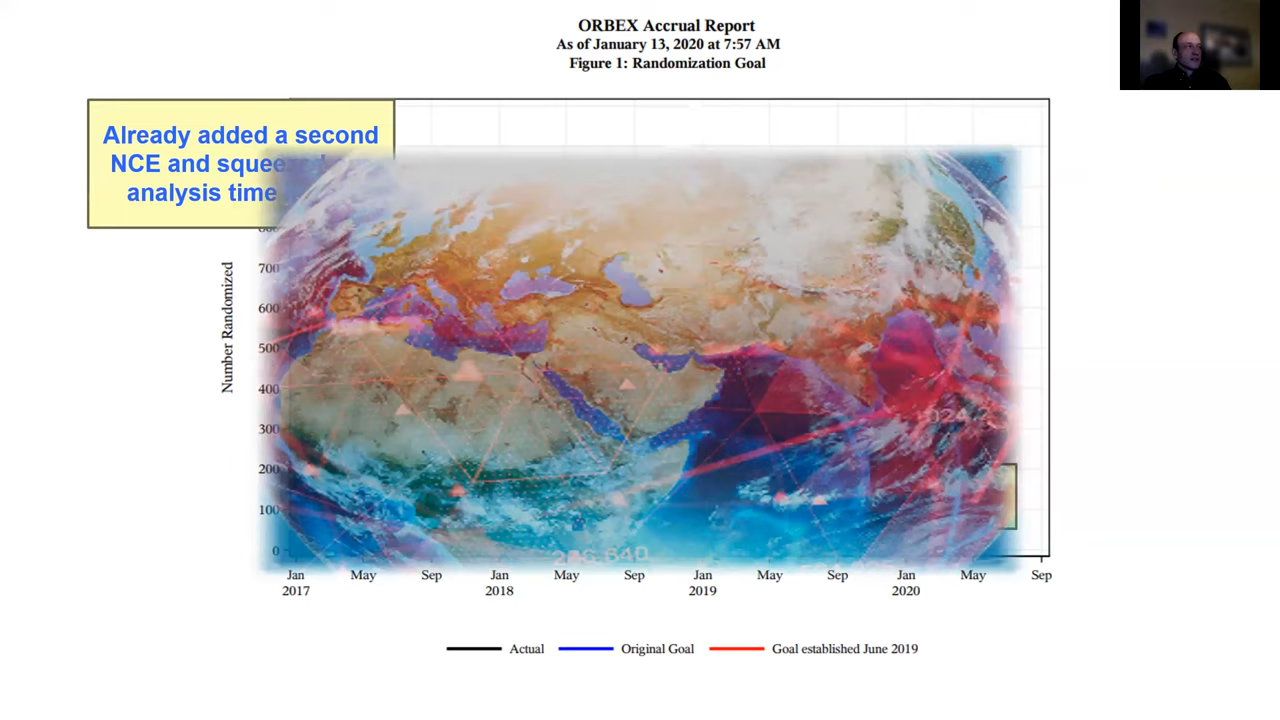 ORBEX Accrual Report
As of January 13, 2020 at 7:57 AM
Figure 1: Randomization Goal
Already added a second
NCE and
analysis time
Number Randomized
700
600
500
400
300
200
100
0
Jan May Sep Jan May Sep Jan May Sep Jan May Sep
2017 2018 2019 2020
Actual Original Goal Goal established June 2019